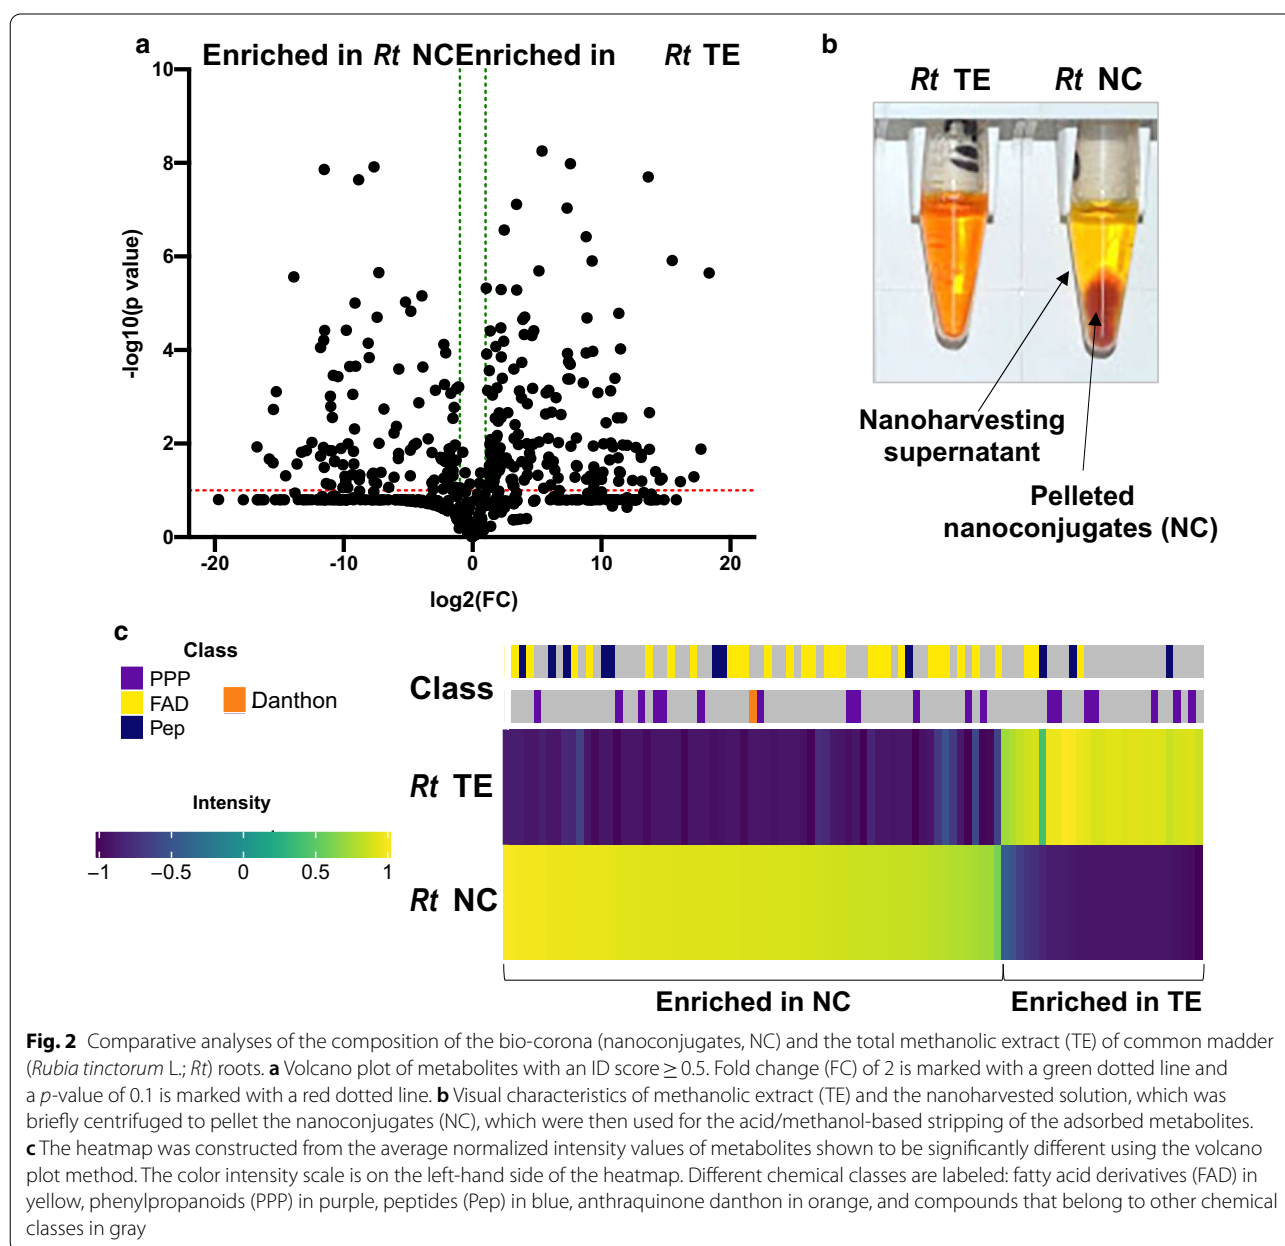 a
Enriched in Rt NCEnriched in Rt TE
10
8
6
4
2
0
-log10(p value)
-20 -10 0 10 20
log2(FC)
b
Rt TE Rt NC
Nanoharvesting
supernatant
Pelleted
nanoconjugates (NC)
c
Class
PPP
FAD
Pep
Danthon
Intensity
−1 −0.5 0 0.5 1
Class
Rt TE
Rt NC
Enriched in NC Enriched in TE
Fig. 2 Comparative analyses of the composition of the bio-corona (nanoconjugates, NC) and the total methanolic extract (TE) of common madder
(Rubia tinctorum L.; Rt) roots. a Volcano plot of metabolites with an ID score ≥ 0.5. Fold change (FC) of 2 is marked with a green dotted line and
a p-value of 0.1 is marked with a red dotted line. b Visual characteristics of methanolic extract (TE) and the nanoharvested solution, which was
briefly centrifuged to pellet the nanoconjugates (NC), which were then used for the acid/methanol-based stripping of the adsorbed metabolites.
c The heatmap was constructed from the average normalized intensity values of metabolites shown to be significantly different using the volcano
plot method. The color intensity scale is on the left-hand side of the heatmap. Different chemical classes are labeled: fatty acid derivatives (FAD) in
yellow, phenylpropanoids (PPP) in purple, peptides (Pep) in blue, anthraquinone danthon in orange, and compounds that belong to other chemical
classes in gray